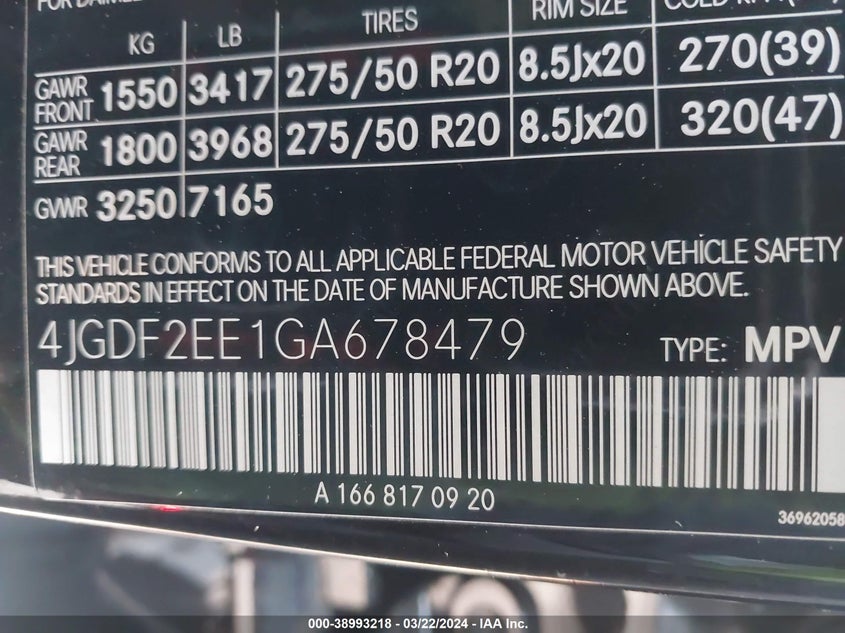 FOR DAIMLE
KG LB TIRES RIM SIZE
GAWR FRONT 1550 3417 275/50 R20 8.5Jx20 270(39)
GAWR REAR 1800 3968 275/50 R20 8.5Jx20 320(47)
GVWR 3250 7165
THIS VEHICLE CONFORMS TO ALL APPLICABLE FEDERAL MOTOR VEHICLE SAFETY
STANDARDS IN EFFECT ON THE DATE OF MANUFACTURE SHOWN ABOVE.
4JGDF2EE1GA678479 TYPE: MPV
A 166 817 09 20
36962058
000-38993218 - 03/22/2024 - IAA Inc.